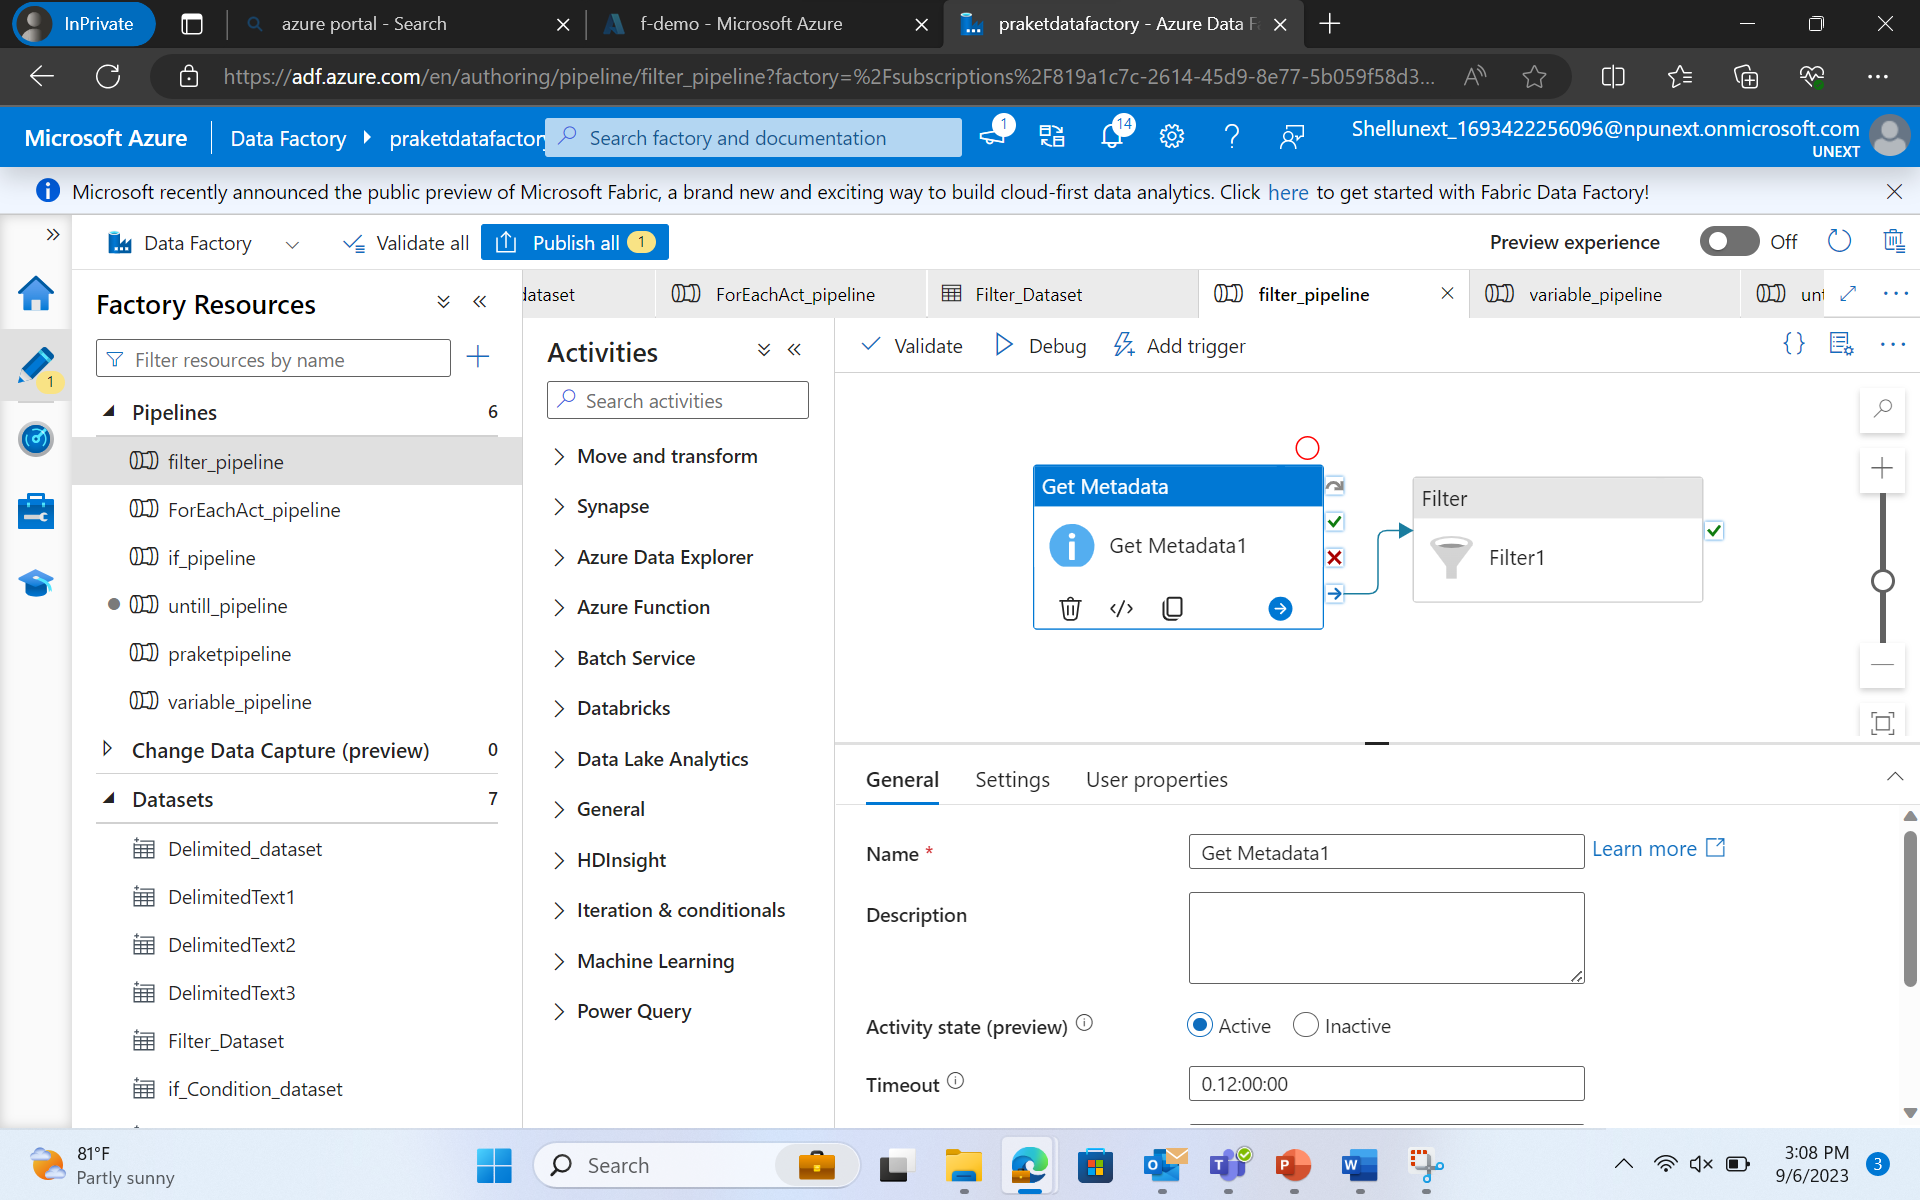 InPrivate
azure portal - Search
f-demo - Microsoft Azure
praketdatafactory - Azure Data F
https://adf.azure.com/en/authoring/pipeline/filter_pipeline?factory=%2Fsubscriptions%2F819a1c7c-2614-45d9-8e77-5b059f58d3...
Microsoft Azure
Data Factory
praketdatafactory
Search factory and documentation
1
14
Shellunext_1693422256096@npunext.onmicrosoft.com
UNEXT
Microsoft recently announced the public preview of Microsoft Fabric, a brand new and exciting way to build cloud-first data analytics. Click here to get started with Fabric Data Factory!
Data Factory
Validate all
Publish all 1
Preview experience
Off
1
Factory Resources
Filter resources by name
Pipelines 6
filter_pipeline
ForEachAct_pipeline
if_pipeline
untill_pipeline
praketpipeline
variable_pipeline
Change Data Capture (preview) 0
Datasets 7
Delimited_dataset
DelimitedText1
DelimitedText2
DelimitedText3
Filter_Dataset
if_Condition_dataset
dataset
ForEachAct_pipeline
Filter_Dataset
filter_pipeline
variable_pipeline
unt
Activities
Search activities
Move and transform
Synapse
Azure Data Explorer
Azure Function
Batch Service
Databricks
Data Lake Analytics
General
HDInsight
Iteration & conditionals
Machine Learning
Power Query
Validate
Debug
Add trigger
Get Metadata
Get Metadata1
Filter
Filter1
General
Settings
User properties
Name *
Get Metadata1
Learn more
Description
Activity state (preview)
Active
Inactive
Timeout
0.12:00:00
81°F
Partly sunny
Search
3:08 PM
9/6/2023
3